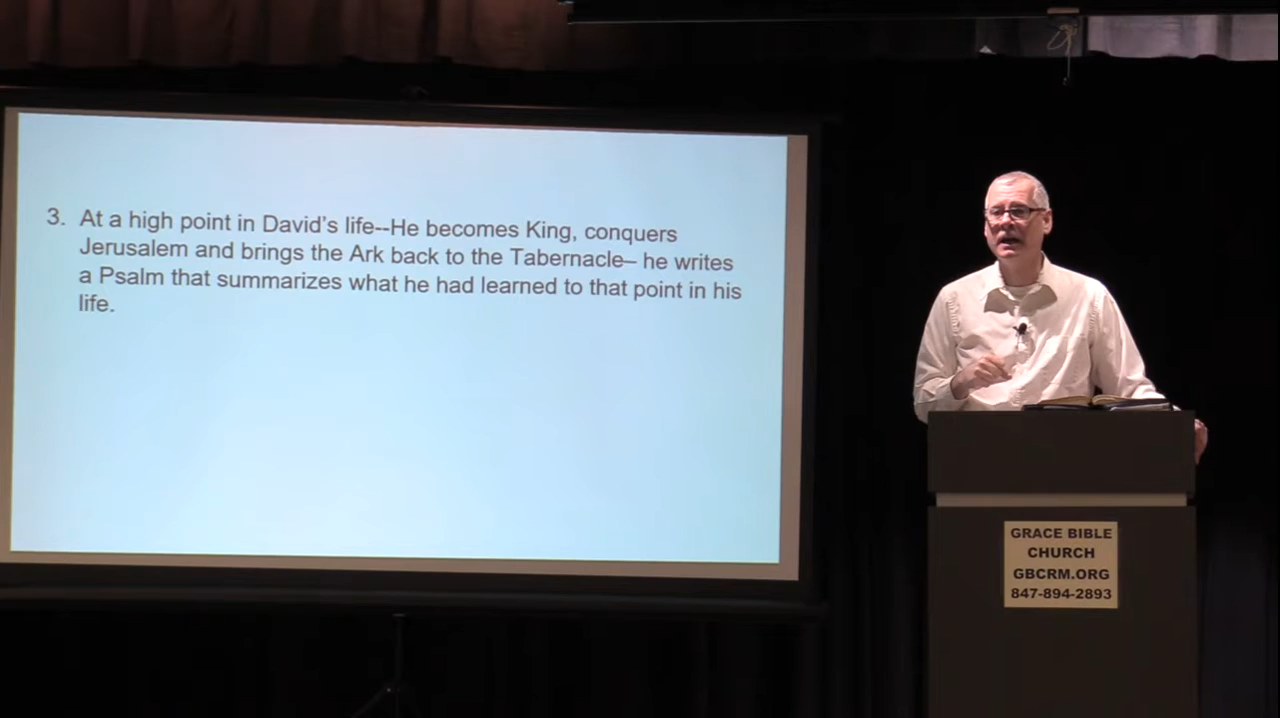 3. At a high point in David’s life--He becomes King, conquers
Jerusalem and brings the Ark back to the Tabernacle– he writes
a Psalm that summarizes what he had learned to that point in his
life.
GRACE BIBLE
CHURCH
GBCRM.ORG
847-894-2893